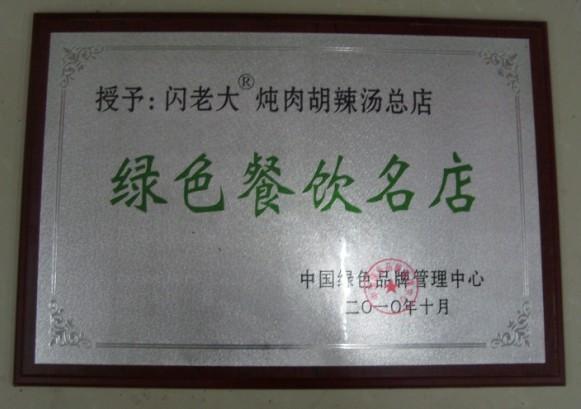 授予:闪老大® 炖肉胡辣汤总店
绿色餐饮名店
中国绿色品牌管理中心
二〇一〇年十月